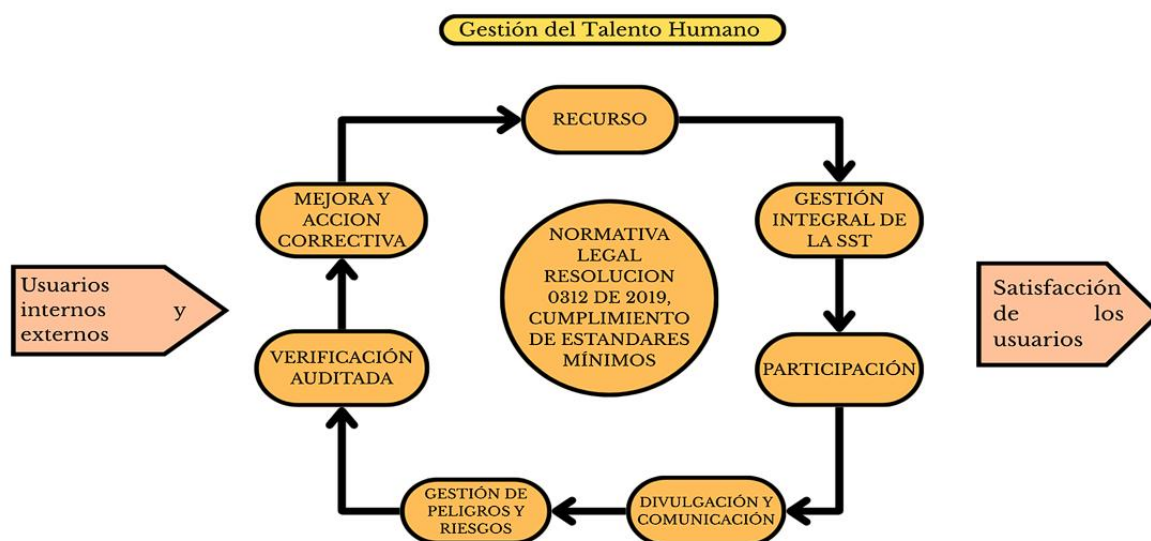 Gestión del Talento Humano
RECURSO
MEJORA Y
ACCION
CORRECTIVA
GESTIÓN
INTEGRAL DE
LA SST
NORMATIVA
LEGAL
RESOLUCION
0312 DE 2019,
CUMPLIMIENTO
DE ESTANDARES
MÍNIMOS
Usuarios
internos y
externos
Satisfacción
de los
usuarios
VERIFICACIÓN
AUDITADA
PARTICIPACIÓN
GESTIÓN DE
PELIGROS Y
RIESGOS
DIVULGACIÓN Y
COMUNICACIÓN